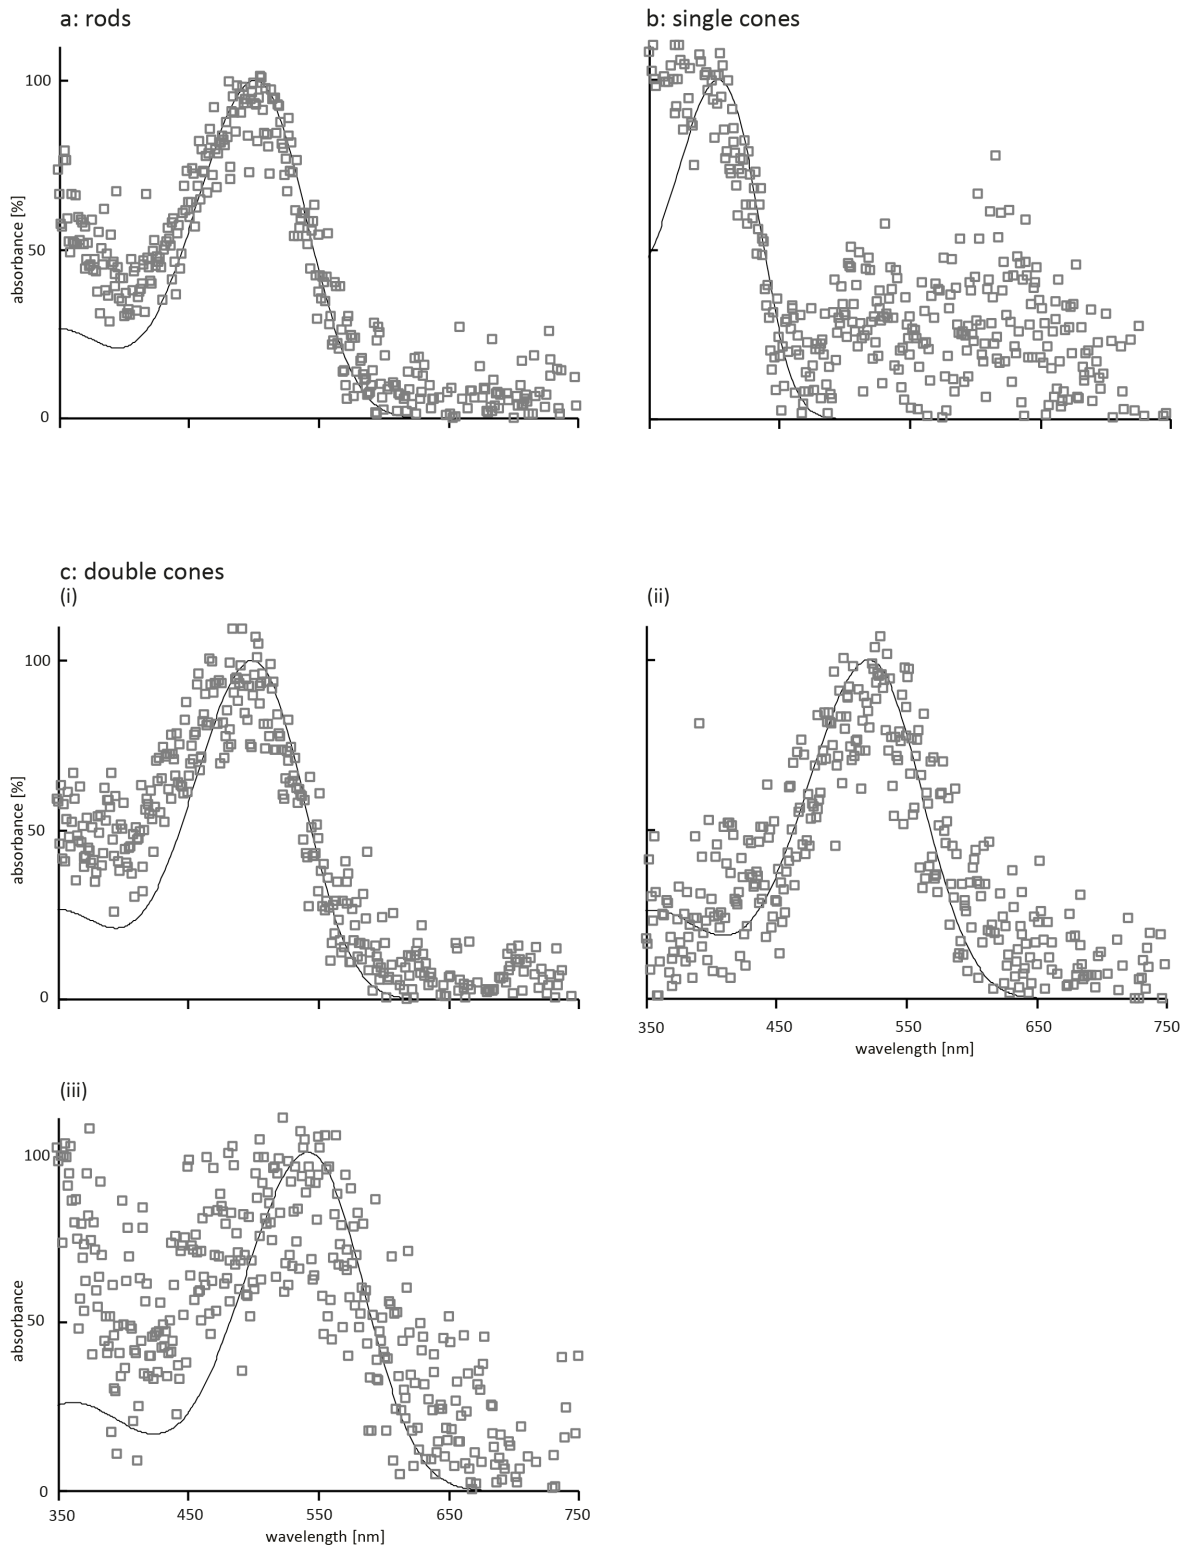 a: rods
b: single cones
100
50
0
absorbance [%]
c: double cones
(i)
(ii)
100
50
0
absorbance [%]
350
450
550
650
750
wavelength [nm]
(iii)
100
50
0
absorbance
350
450
550
650
750
wavelength [nm]